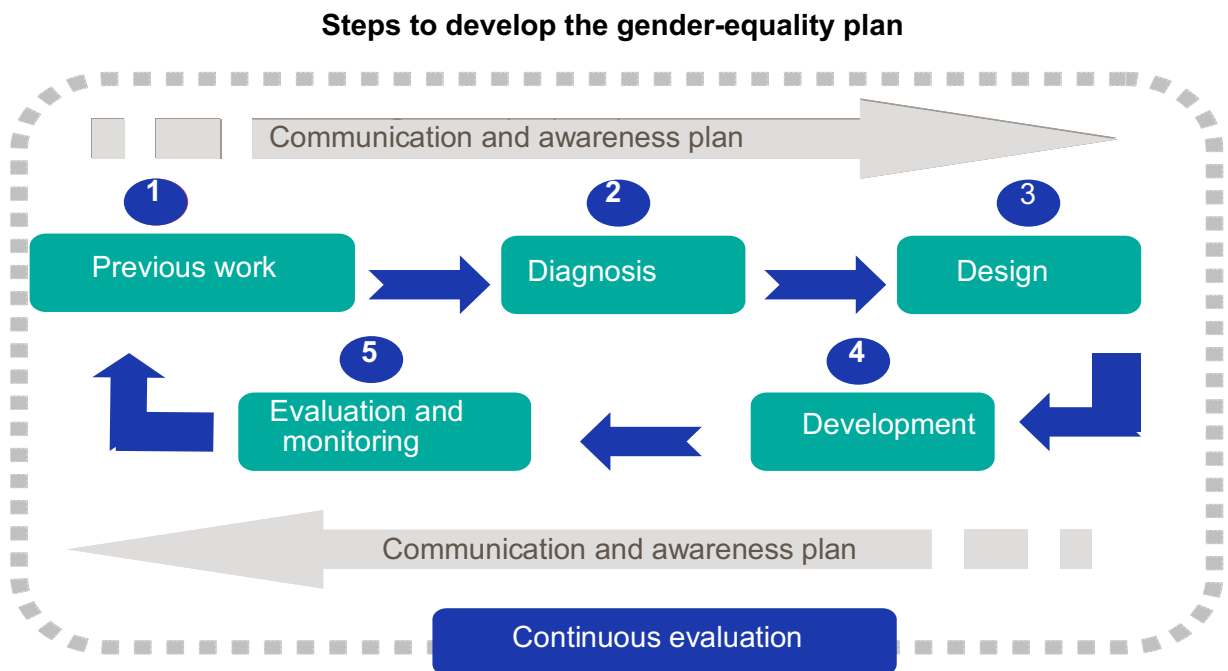 Steps to develop the gender-equality plan
Communication and awareness plan
1
2
3
Previous work
Diagnosis
Design
5
4
Evaluation and
monitoring
Development
Communication and awareness plan
Continuous evaluation